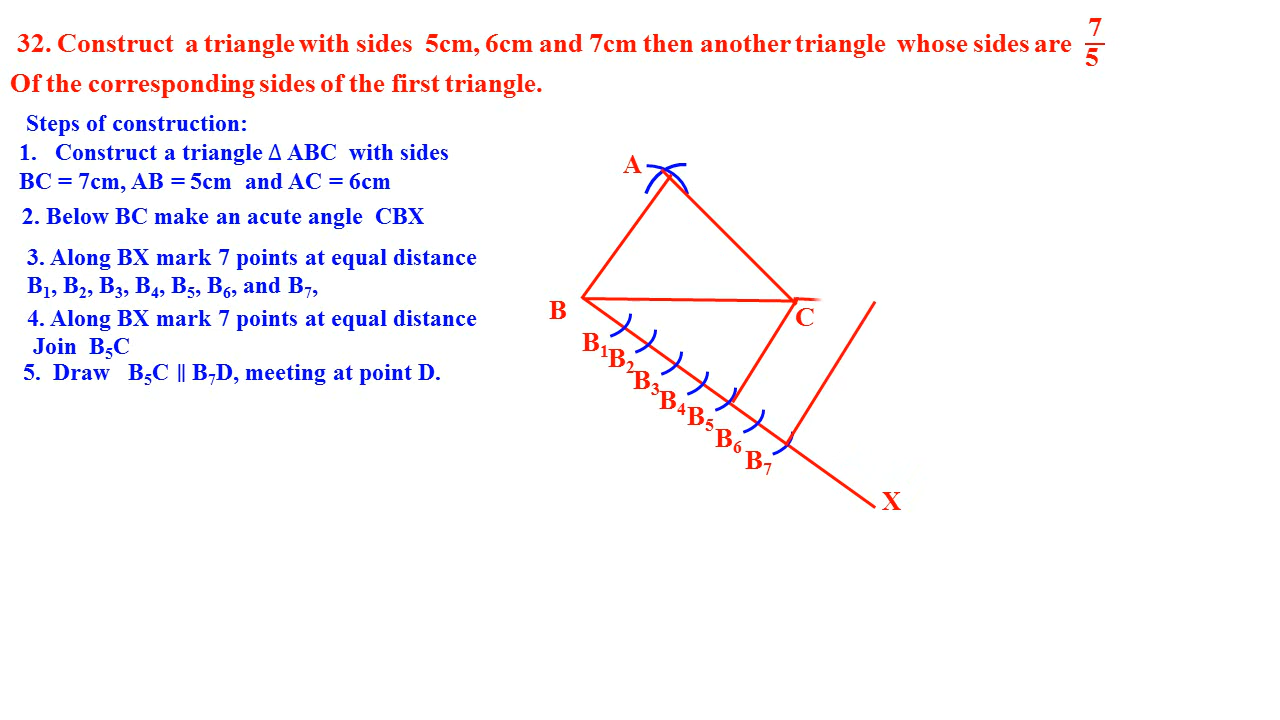 32. Construct a triangle with sides 5cm, 6cm and 7cm then another triangle whose sides are 7/5
Of the corresponding sides of the first triangle.
Steps of construction:
1. Construct a triangle ∆ ABC with sides
BC = 7cm, AB = 5cm and AC = 6cm
2. Below BC make an acute angle CBX
3. Along BX mark 7 points at equal distance
B₁, B₂, B₃, B₄, B₅, B₆, and B₇,
4. Along BX mark 7 points at equal distance
Join B₅C
5. Draw B₅C || B₇D, meeting at point D.
A
B
C
B₁
B₂
B₃
B₄
B₅
B₆
B₇
X